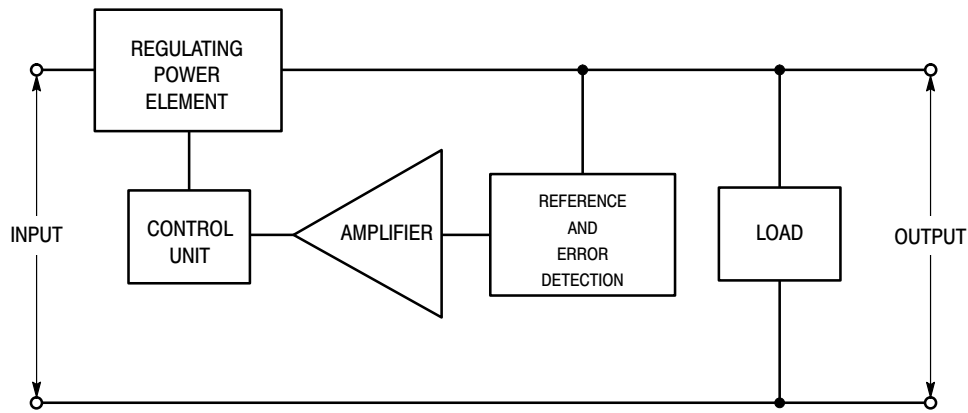 REGULATING
POWER
ELEMENT
INPUT
CONTROL
UNIT
AMPLIFIER
REFERENCE
AND
ERROR
DETECTION
LOAD
OUTPUT